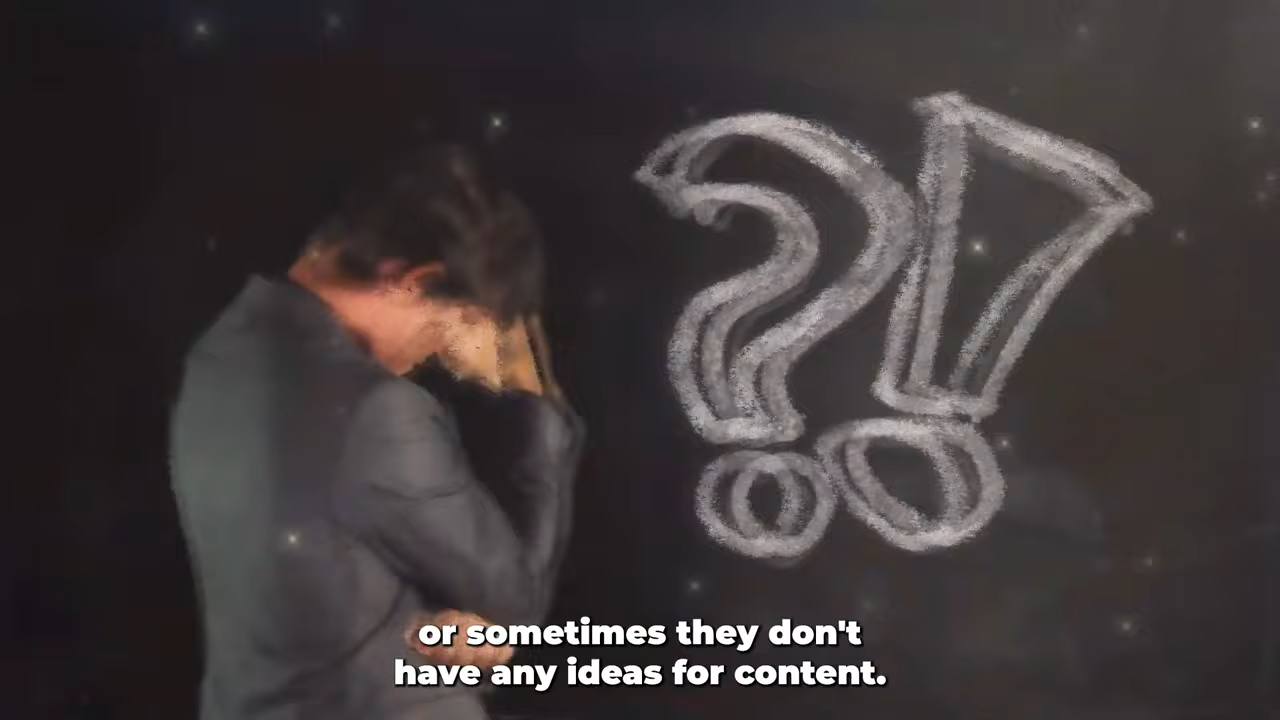 ?!
or sometimes they don't
have any ideas for content.